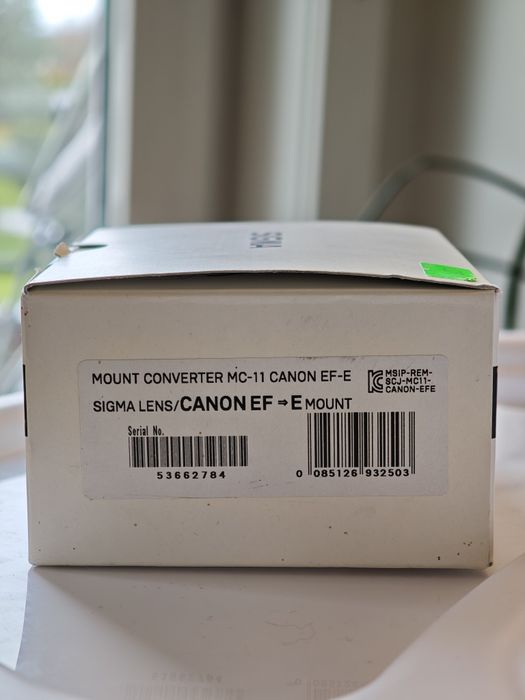 MOUNT CONVERTER MC-11 CANON EF-E
MSIP-REM-
SCJ-MC11-
CANON-EFE
SIGMA LENS/CANON EF ⇒ E MOUNT
Serial No.
53662784
0 085126 932503